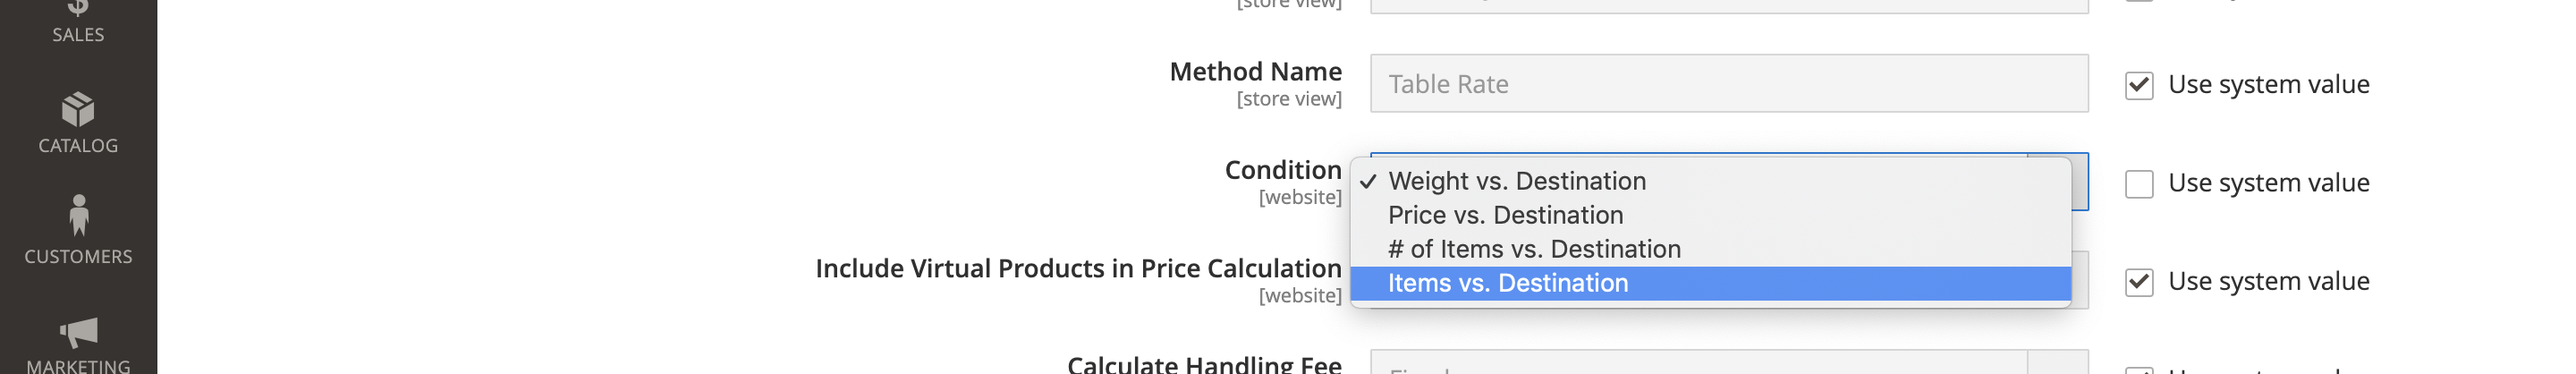 [store view]
SALES
Method Name
[store view]
Table Rate
Use system value
CATALOG
Condition
[website]
Weight vs. Destination
Price vs. Destination
# of Items vs. Destination
Items vs. Destination
Use system value
CUSTOMERS
Include Virtual Products in Price Calculation
[website]
Use system value
MARKETING
Calculate Handling Fee